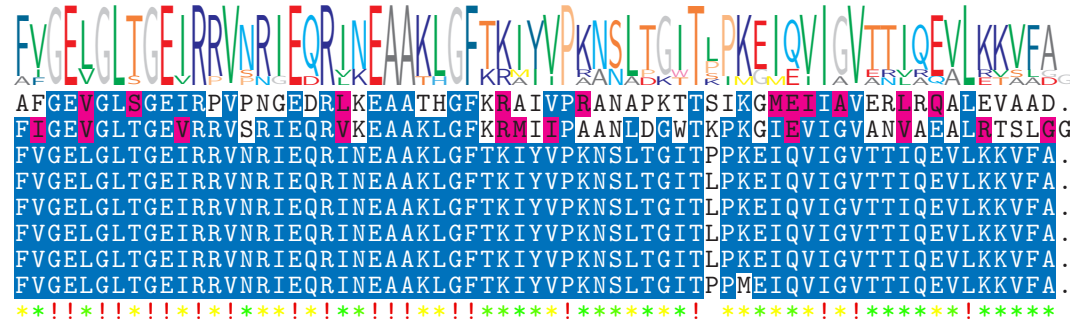 FVGELGLTGEIRRVNRIEQRINEAAKLGFTKIYVPKNSLTGITLPKEIQVIGVTTIQEVLKKVFA
AFGEVGLSGEIRPVPNGEDRLKEAATHGFKRAIVPRANAPKTTSIKGMEIIAVERLRQALEVAAD.
FIGEVGLTGEVRRVSRIEQRVKEAAKLGFKRMIIPAANLDGWTKPKGIEVIGVANVAEALRTSLGG
FVGELGLTGEIRRVNRIEQRINEAAKLGFTKIYVPKNSLTGITPPKEIQVIGVTTIQEVLKKVFA.
FVGELGLTGEIRRVNRIEQRINEAAKLGFTKIYVPKNSLTGITLPKEIQVIGVTTIQEVLKKVFA.
FVGELGLTGEIRRVNRIEQRINEAAKLGFTKIYVPKNSLTGITLPKEIQVIGVTTIQEVLKKVFA.
FVGELGLTGEIRRVNRIEQRINEAAKLGFTKIYVPKNSLTGITLPKEIQVIGVTTIQEVLKKVFA.
FVGELGLTGEIRRVNRIEQRINEAAKLGFTKIYVPKNSLTGITPPMEIQVIGVTTIQEVLKKVFA.
**!!*!!*!!*!*!***!*!**!!!**!!*****!*******! ******!*!******!*****